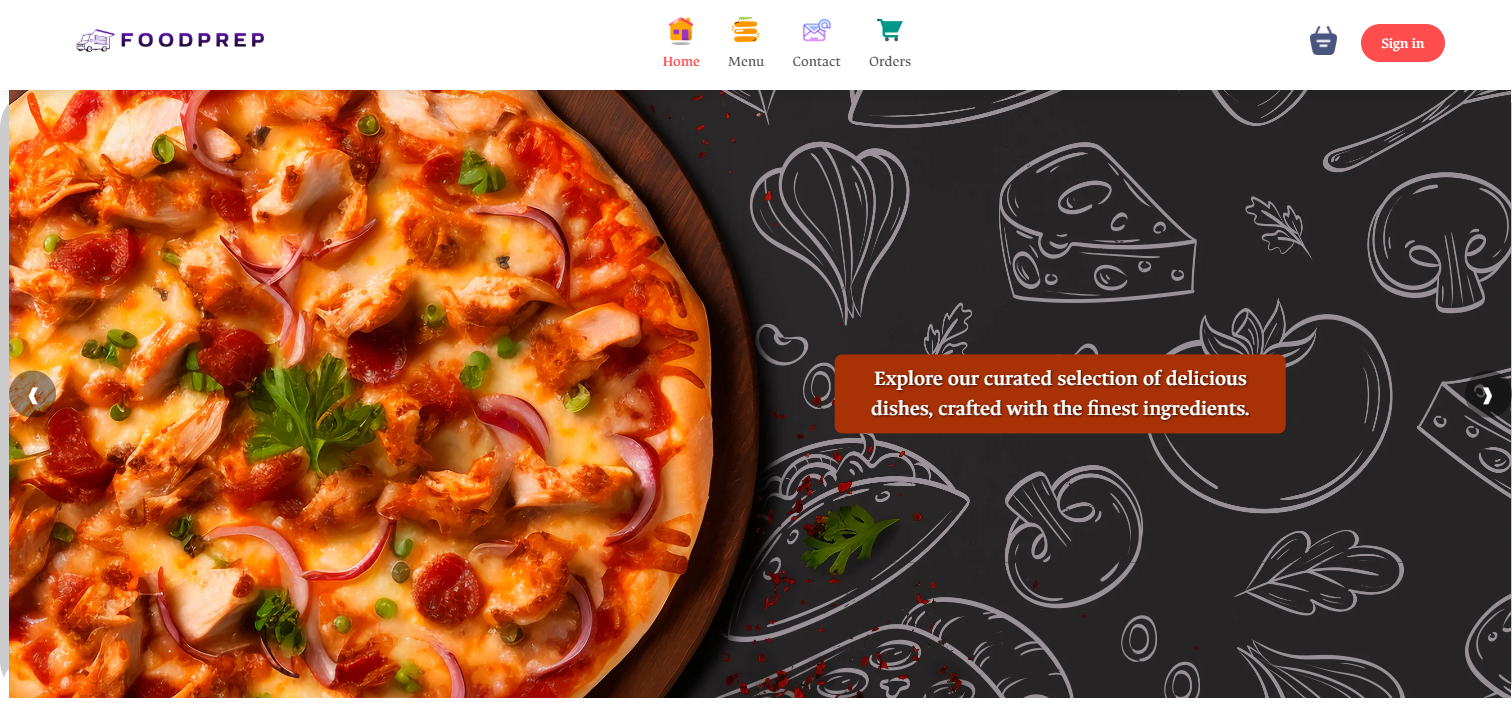 FOODPREP
Home
Menu
Contact
Orders
Sign in
Explore our curated selection of delicious
dishes, crafted with the finest ingredients.